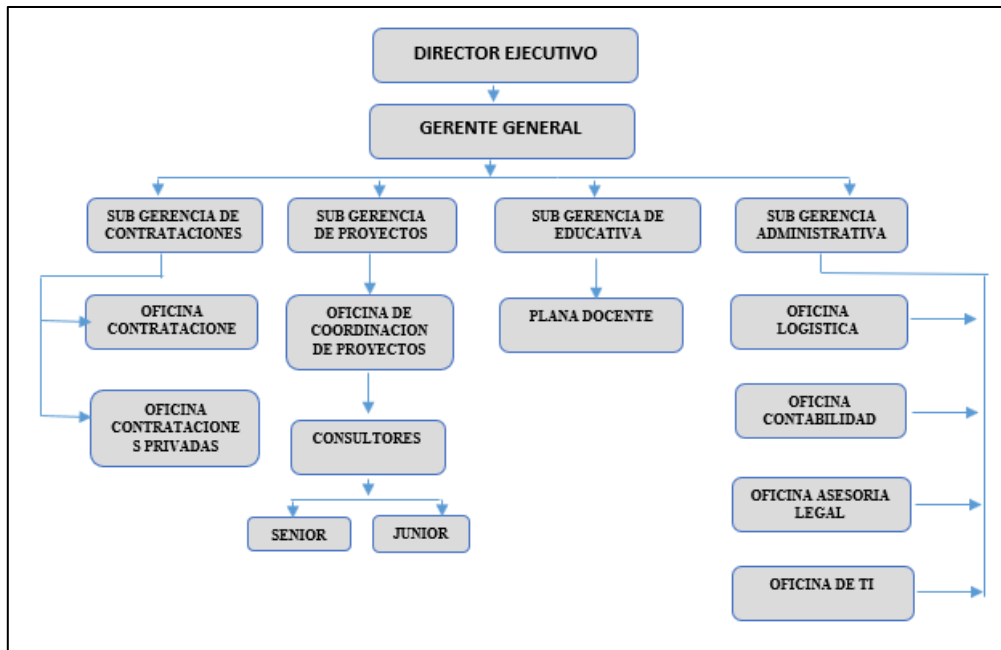 DIRECTOR EJECUTIVO
GERENTE GENERAL
SUB GERENCIA DE
CONTRATACIONES
SUB GERENCIA
DE PROYECTOS
SUB GERENCIA DE
EDUCATIVA
SUB GERENCIA
ADMINISTRATIVA
OFICINA
CONTRATACIONE
OFICINA DE
COORDINACION
DE PROYECTOS
PLANA DOCENTE
OFICINA
LOGISTICA
OFICINA
CONTRATACIONE
S PRIVADAS
CONSULTORES
OFICINA
CONTABILIDAD
SENIOR
JUNIOR
OFICINA ASESORIA
LEGAL
OFICINA DE TI